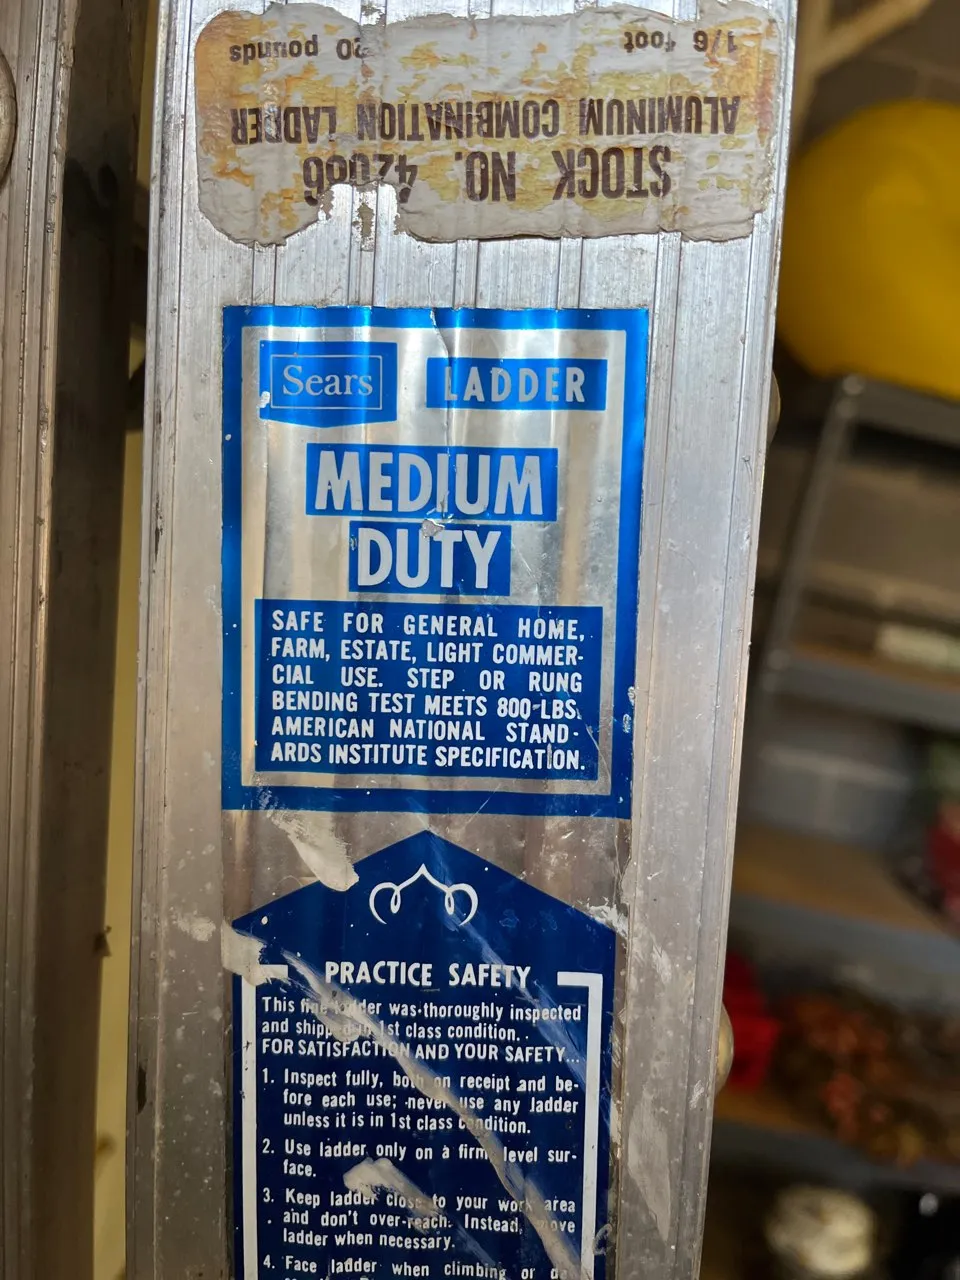 STOCK NO.
ALUMINUM COMBINATION LADDER
1/6 foot 20 pounds
Sears LADDER
MEDIUM
DUTY
SAFE FOR GENERAL HOME,
FARM, ESTATE, LIGHT COMMER-
CIAL USE. STEP OR RUNG
BENDING TEST MEETS 800-LBS.
AMERICAN NATIONAL STAND-
ARDS INSTITUTE SPECIFICATION.
PRACTICE SAFETY
This fine ladder was thoroughly inspected
and shipped in 1st class condition.
FOR SATISFACTION AND YOUR SAFETY...
1. Inspect fully, both on receipt and be-
fore each use; never use any ladder
unless it is in 1st class condition.
2. Use ladder only on a firm, level sur-
face.
3. Keep ladder close to your work area
and don't over-reach. Instead, move
ladder when necessary.
4. Face ladder when climbing or